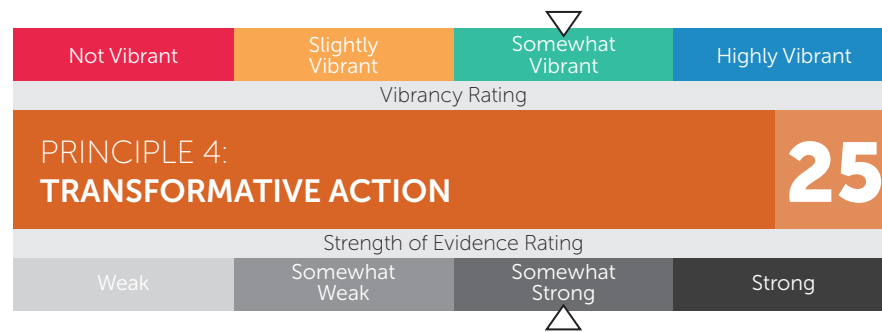 Not Vibrant
Slightly
Vibrant
Somewhat
Vibrant
Highly Vibrant
Vibrancy Rating
PRINCIPLE 4:
TRANSFORMATIVE ACTION
25
Strength of Evidence Rating
Weak
Somewhat
Weak
Somewhat
Strong
Strong